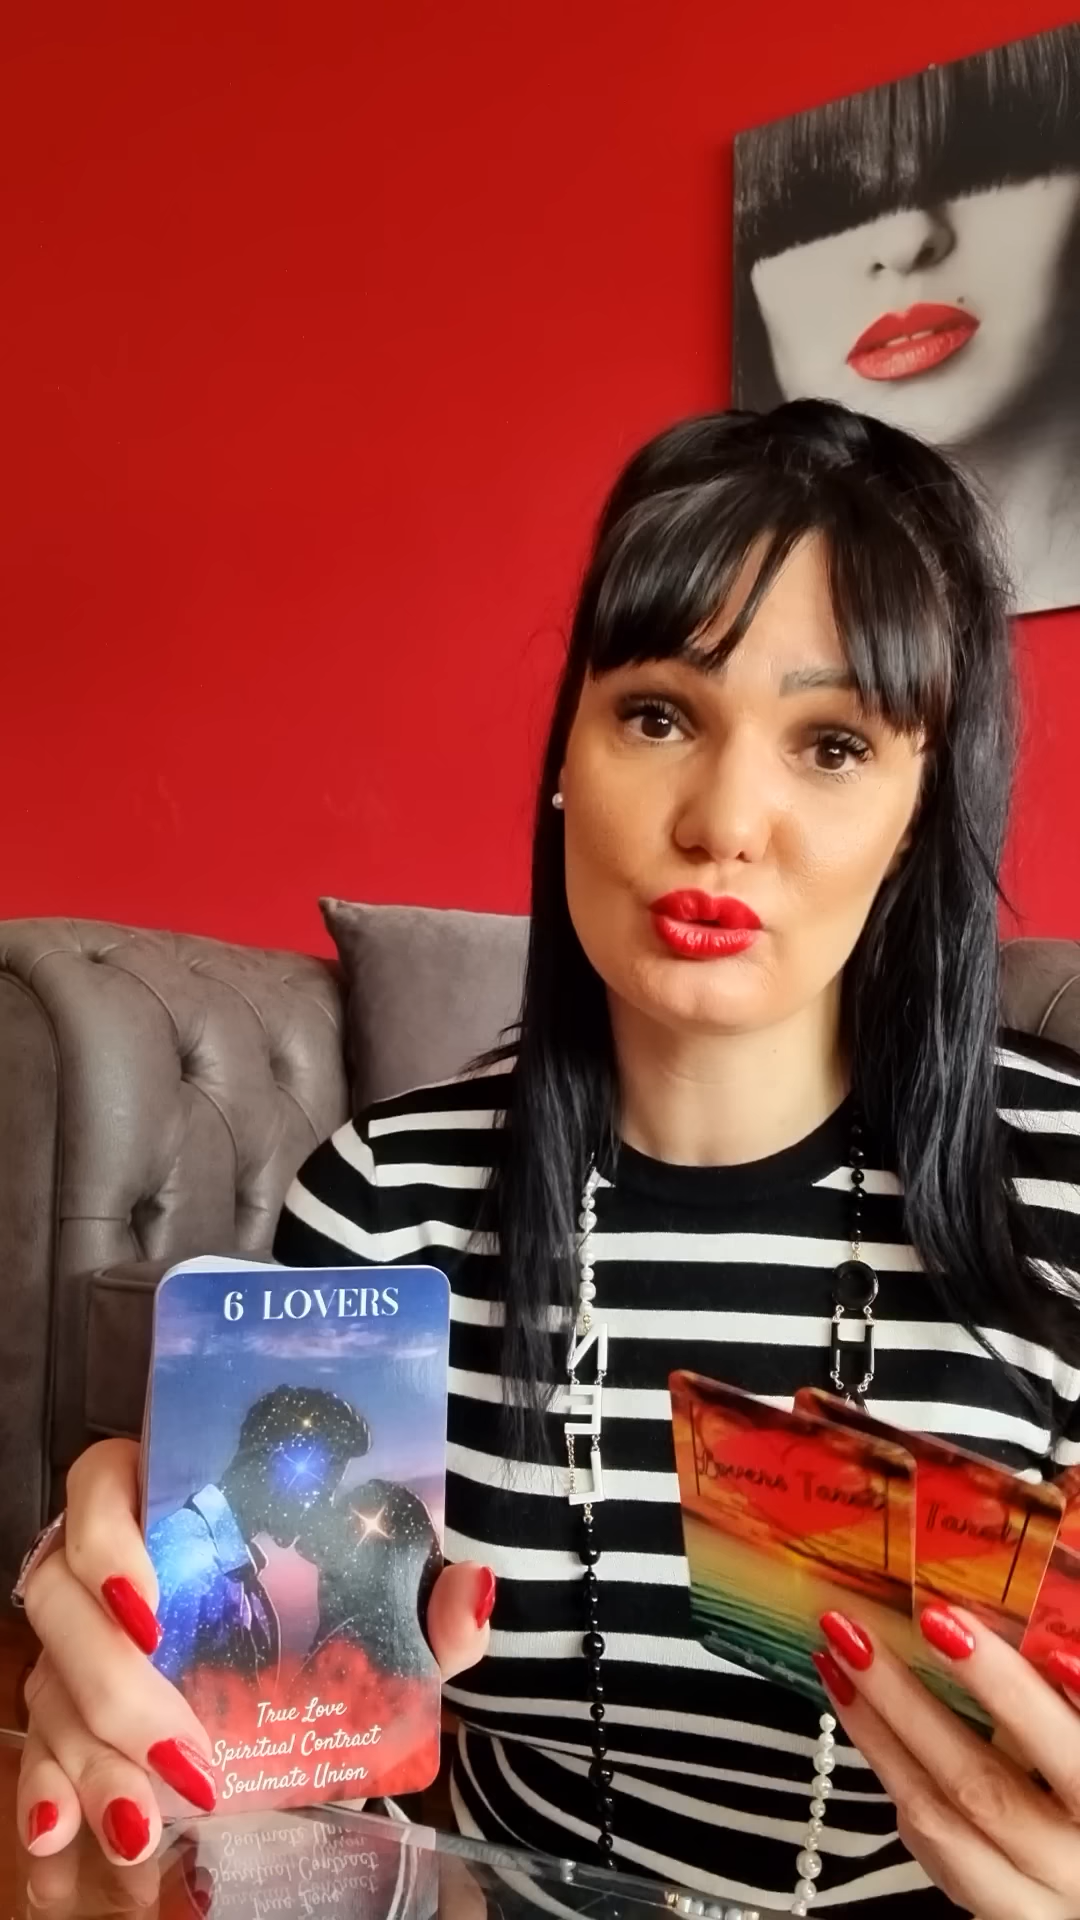 6 LOVERS
True Love
Spiritual Contract
Soulmate Union
Lovers Tarot
Tarot